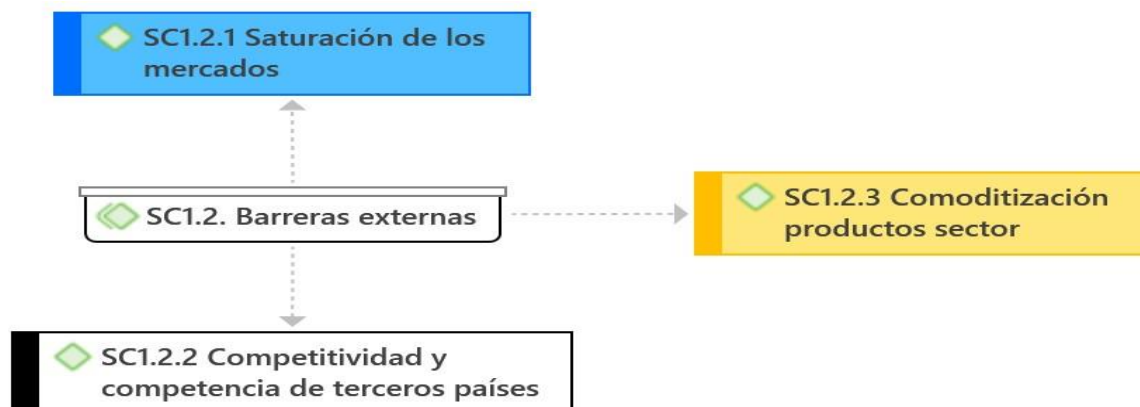 SC1.2.1 Saturación de los
mercados
SC1.2. Barreras externas
SC1.2.3 Comoditización
productos sector
SC1.2.2 Competitividad y
competencia de terceros países